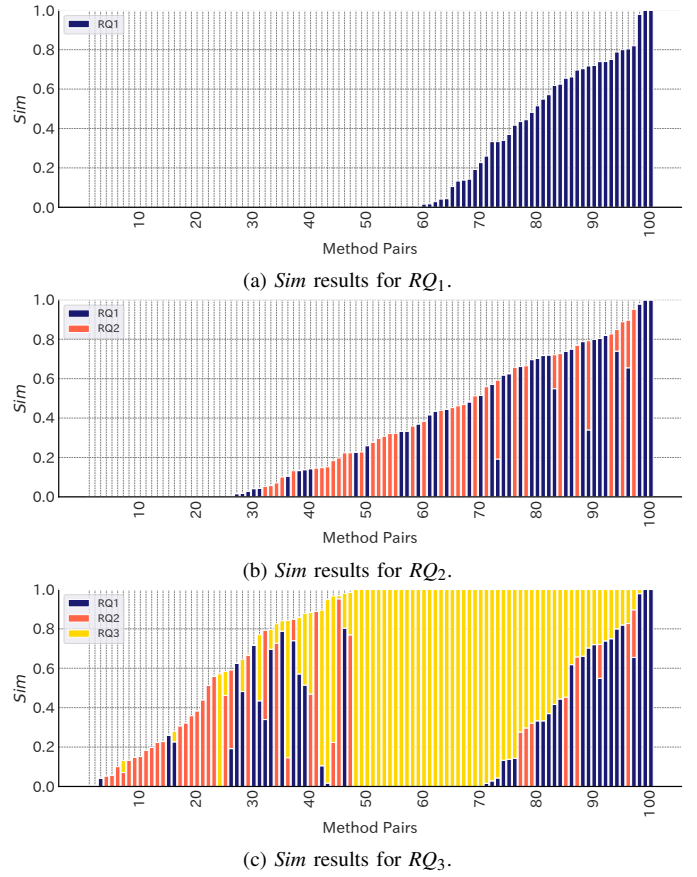 1.0
0.8
0.6
0.4
0.2
0.0
Sim
RQ1
10 20 30 40 50 60 70 80 90 100
Method Pairs
(a) Sim results for RQ1.
1.0
0.8
0.6
0.4
0.2
0.0
Sim
RQ1
RQ2
10 20 30 40 50 60 70 80 90 100
Method Pairs
(b) Sim results for RQ2.
1.0
0.8
0.6
0.4
0.2
0.0
Sim
RQ1
RQ2
RQ3
10 20 30 40 50 60 70 80 90 100
Method Pairs
(c) Sim results for RQ3.